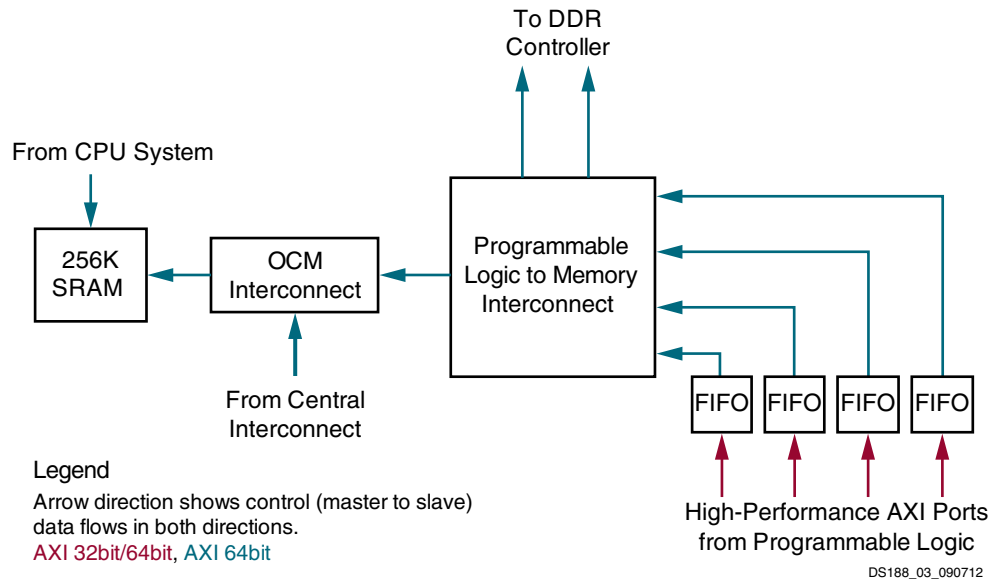 To DDR
Controller
From CPU System
256K
SRAM
OCM
Interconnect
Programmable
Logic to Memory
Interconnect
From Central
Interconnect
FIFO
FIFO
FIFO
FIFO
High-Performance AXI Ports
from Programmable Logic
Legend
Arrow direction shows control (master to slave)
data flows in both directions.
AXI 32bit/64bit, AXI 64bit
DS188_03_090712